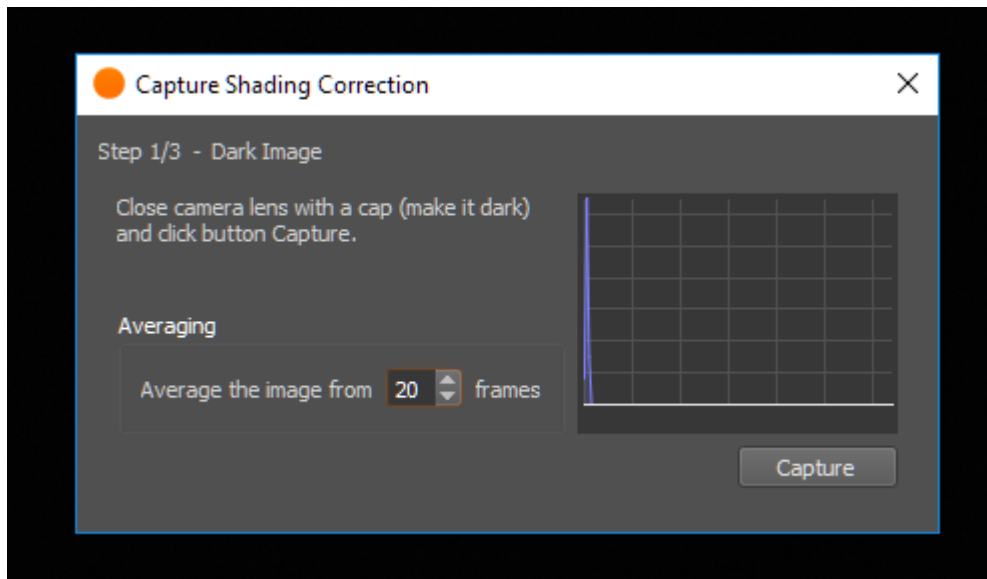 Capture Shading Correction
Step 1/3 - Dark Image
Close camera lens with a cap (make it dark)
and click button Capture.
Averaging
Average the image from 20 frames
Capture